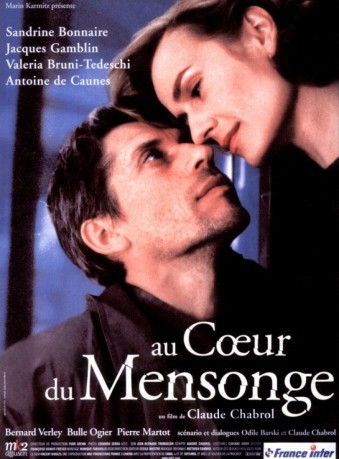 Marin Karmitz présente
Sandrine Bonnaire
Jacques Gamblin
Valeria Bruni-Tedeschi
Antoine de Caunes
au Cœur
du Mensonge
un film de Claude Chabrol
Bernard Verley Bulle Ogier Pierre Martot scénario et dialogues Odile Barski et Claude Chabrol
mk2
diffusion
France inter